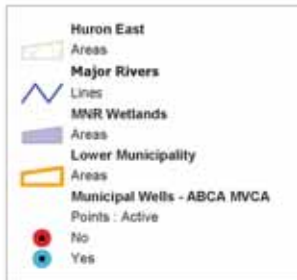 Huron East
Areas
Major Rivers
Lines
MNR Wetlands
Areas
Lower Municipality
Areas
Municipal Wells - ABCA MVCA
Points : Active
No
Yes